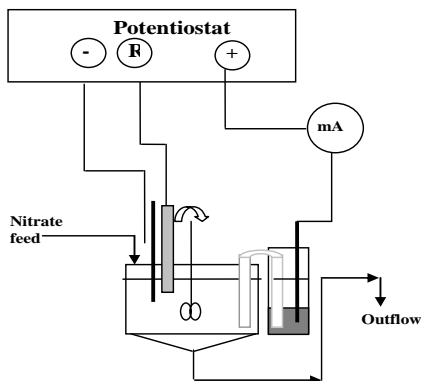 Potentiostat
- R +
mA
Nitrate
feed
Outflow